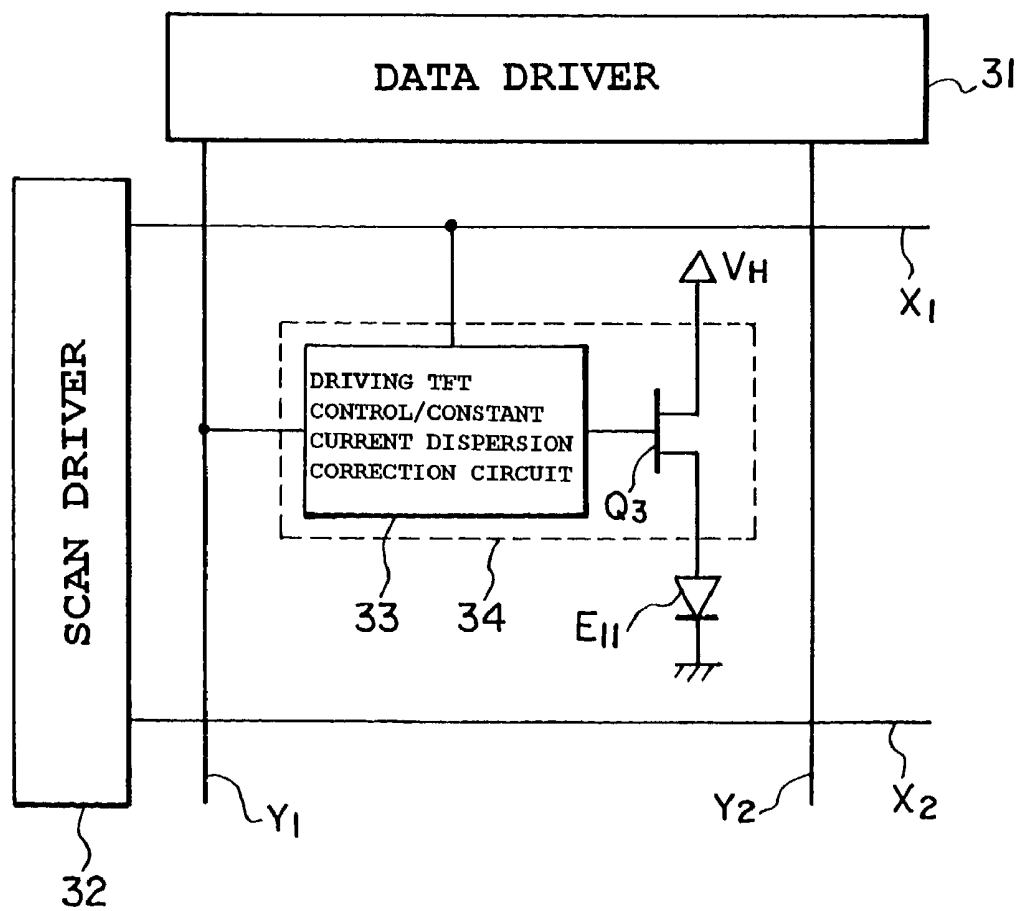 DATA DRIVER
31
SCAN DRIVER
X1
VH
DRIVING TFT
CONTROL/CONSTANT
CURRENT DISPERSION
CORRECTION CIRCUIT
Q3
33
34
E11
X2
Y1
Y2
32